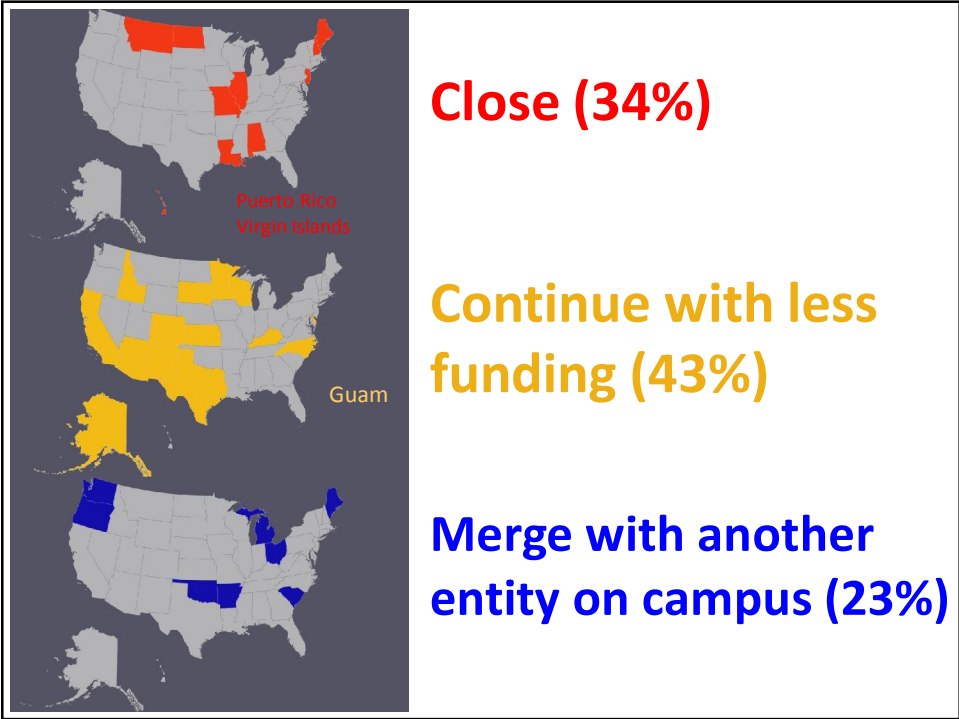 Close (34%)
Puerto Rico
Virgin Islands
Continue with less
funding (43%)
Guam
Merge with another
entity on campus (23%)